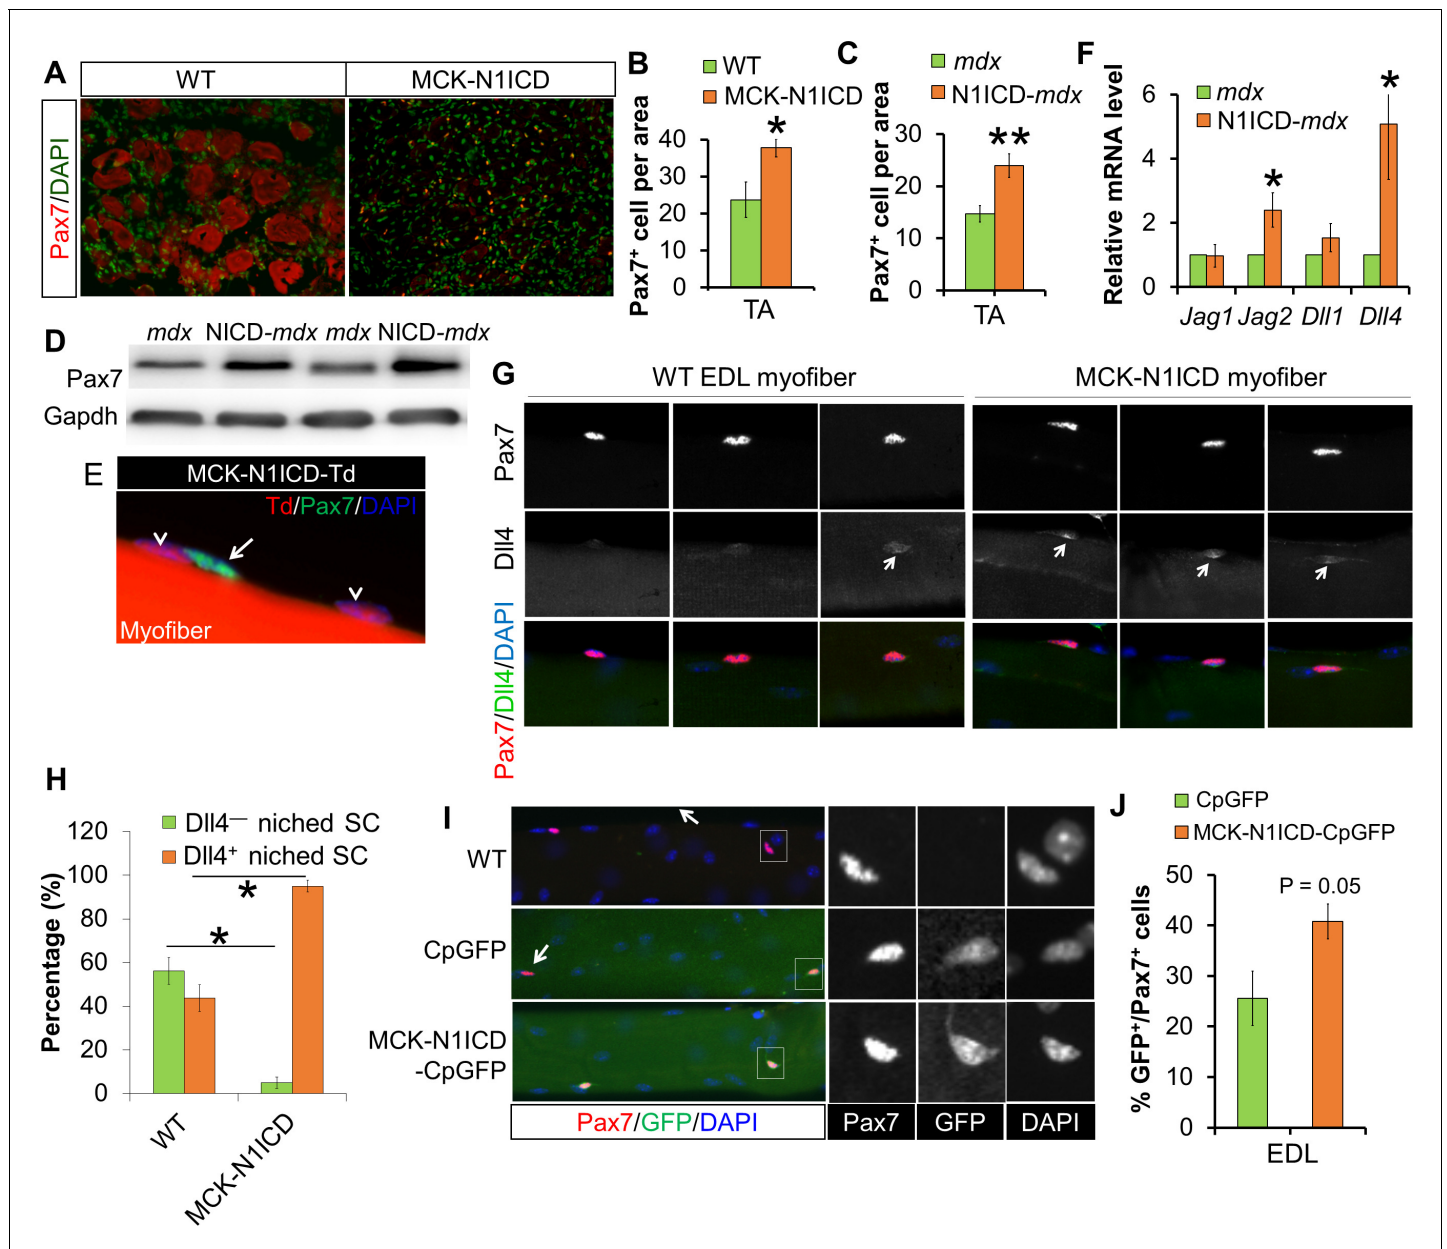 A
WT
MCK-N1ICD
Pax7/DAPI
B
WT
MCK-N1ICD
Pax7+ cell per area
40
30
20
10
0
*
TA
C
mdx
N1ICD-mdx
Pax7+ cell per area
30
20
10
0
**
TA
F
mdx
N1ICD-mdx
Relative mRNA level
6
4
2
0
*
*
Jag1 Jag2 Dll1 Dll4
D
mdx NICD-mdx mdx NICD-mdx
Pax7
Gapdh
E
MCK-N1ICD-Td
Td/Pax7/DAPI
Myofiber
G
WT EDL myofiber
MCK-N1ICD myofiber
Pax7
Dll4
Pax7/Dll4/DAPI
H
Dll4— niched SC
Dll4+ niched SC
Percentage (%)
120
100
80
60
40
20
0
*
*
WT
MCK-N1ICD
I
WT
CpGFP
MCK-N1ICD
-CpGFP
Pax7/GFP/DAPI
Pax7
GFP
DAPI
J
CpGFP
MCK-N1ICD-CpGFP
% GFP+/Pax7+ cells
50
40
30
20
10
0
P = 0.05
EDL